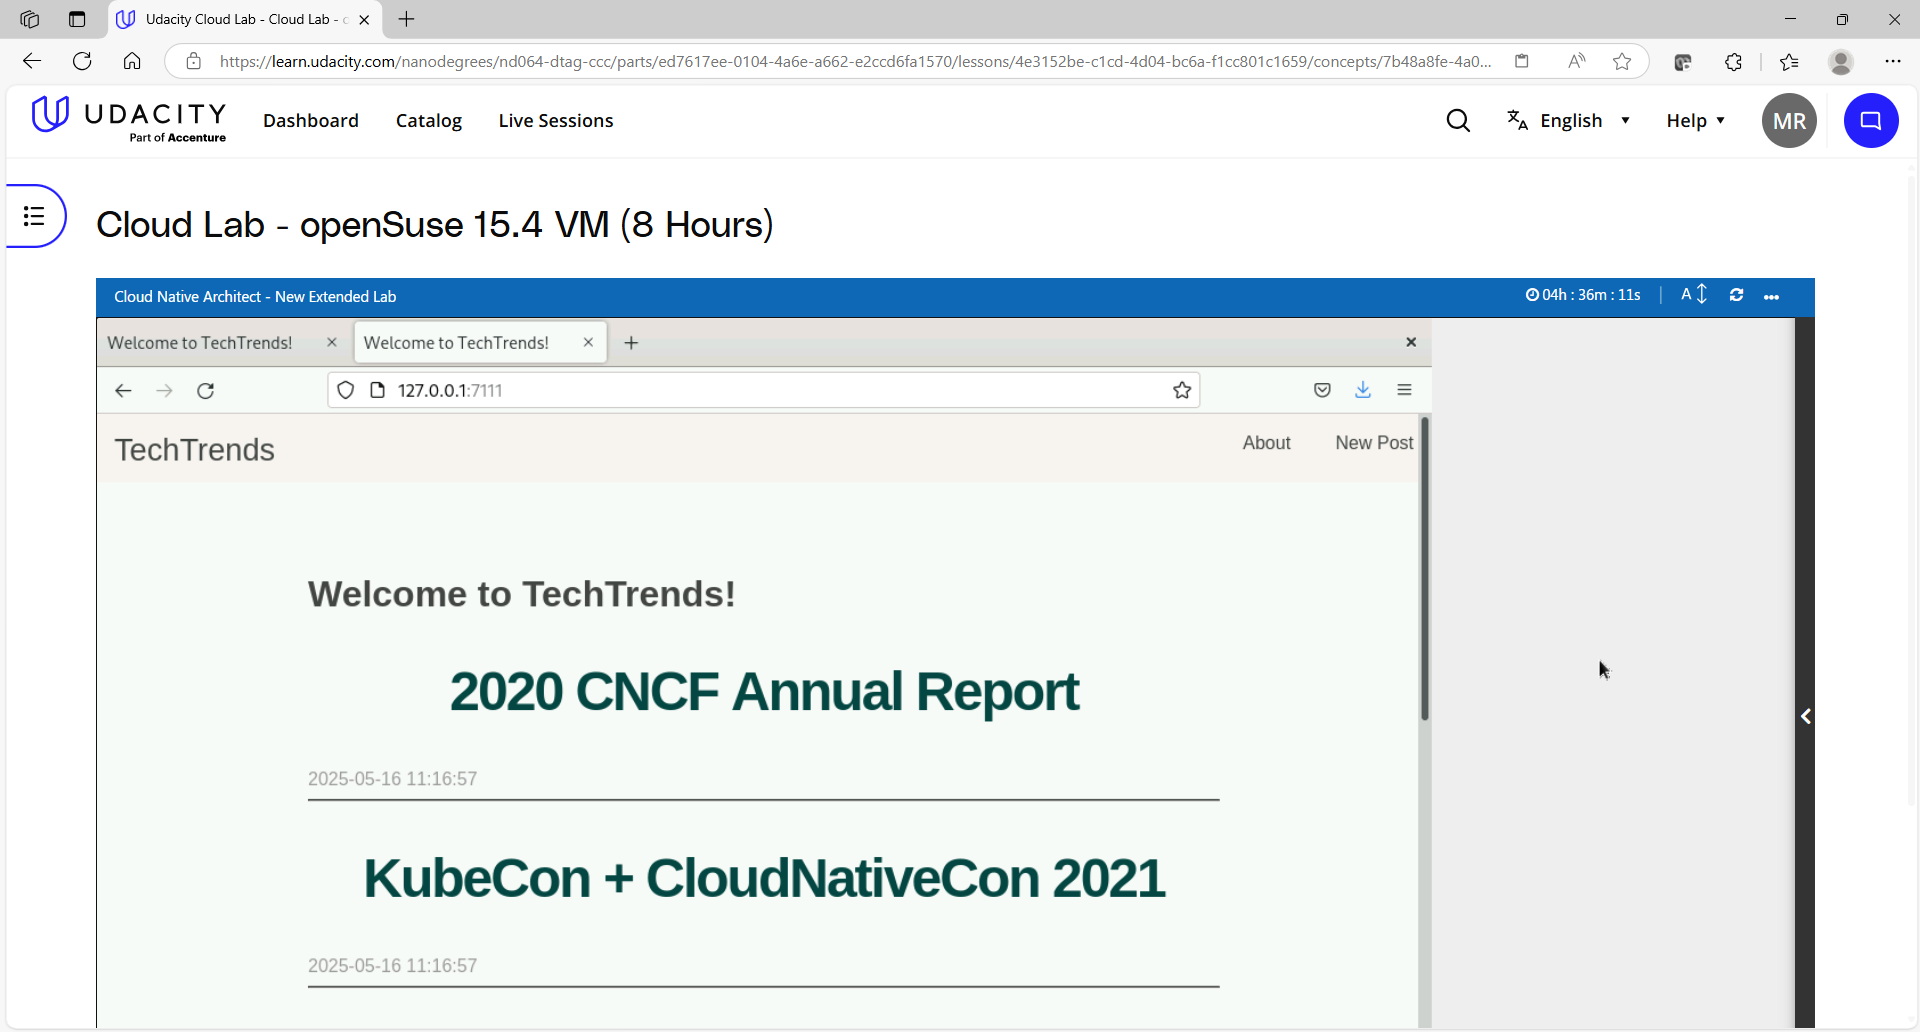 Udacity Cloud Lab - Cloud Lab -
https://learn.udacity.com/nanodegrees/nd064-dtag-ccc/parts/ed7617ee-0104-4a6e-a662-e2ccd6fa1570/lessons/4e3152be-c1cd-4d04-bc6a-f1cc801c1659/concepts/7b48a8fe-4a0...
UDACITY
Part of Accenture
Dashboard
Catalog
Live Sessions
English
Help
MR
Cloud Lab - openSuse 15.4 VM (8 Hours)
Cloud Native Architect - New Extended Lab
04h : 36m : 11s
A
Welcome to TechTrends!
Welcome to TechTrends!
127.0.0.1:7111
TechTrends
About
New Post
Welcome to TechTrends!
2020 CNCF Annual Report
2025-05-16 11:16:57
KubeCon + CloudNativeCon 2021
2025-05-16 11:16:57